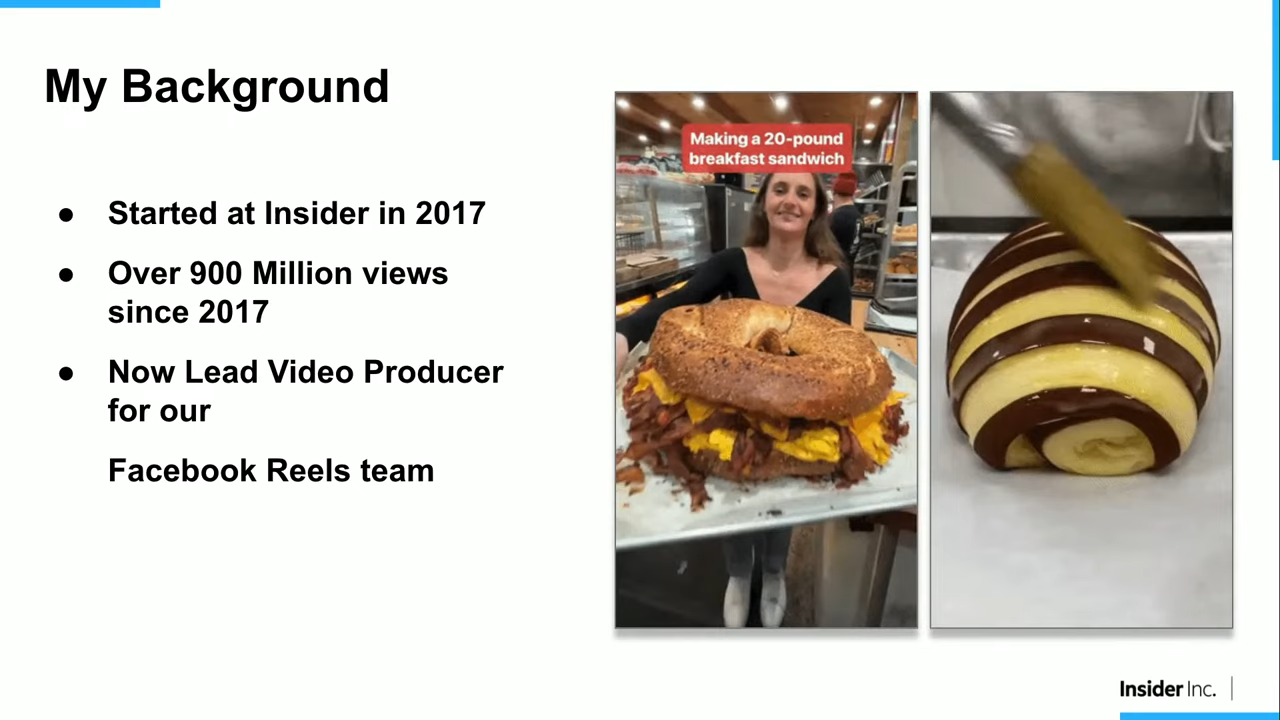 My Background
● Started at Insider in 2017
● Over 900 Million views
since 2017
● Now Lead Video Producer
for our
Facebook Reels team
Making a 20-pound
breakfast sandwich
Insider Inc.